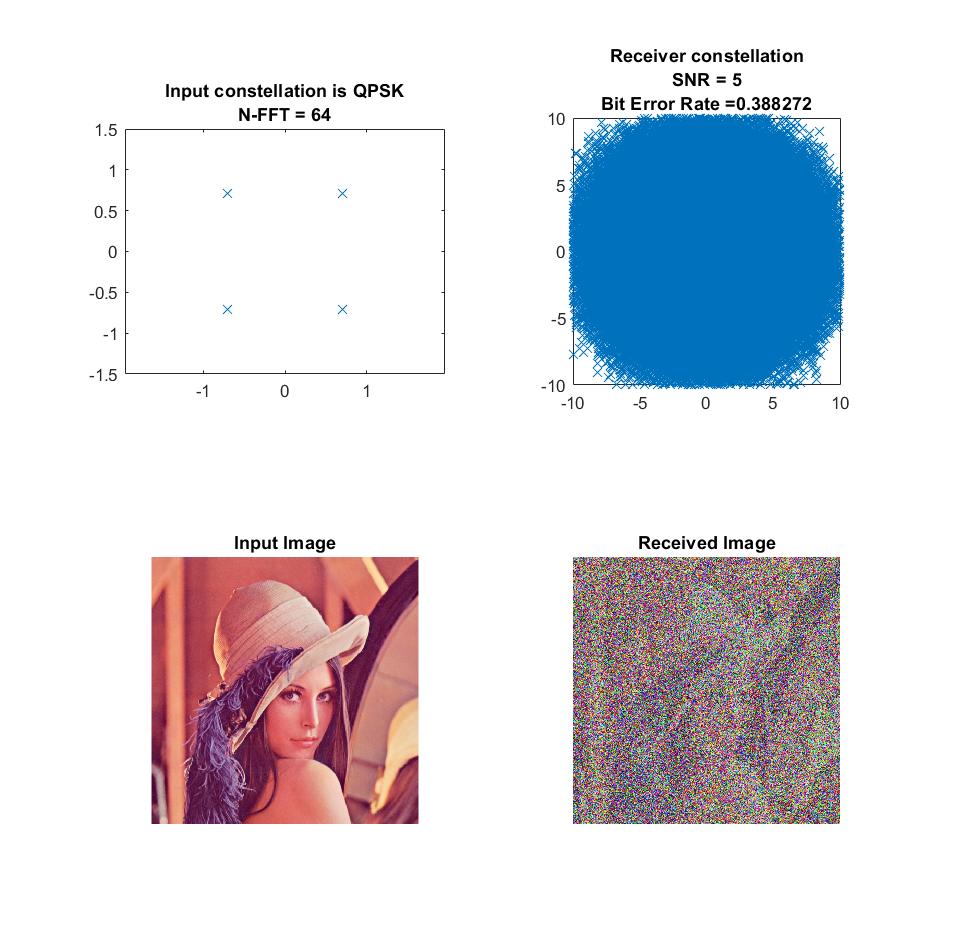 Input constellation is QPSK
N-FFT = 64
1.5
1
0.5
0
-0.5
-1
-1.5
-1 0 1
Receiver constellation
SNR = 5
Bit Error Rate =0.388272
10
5
0
-5
-10
-10 -5 0 5 10
Input Image
Received Image